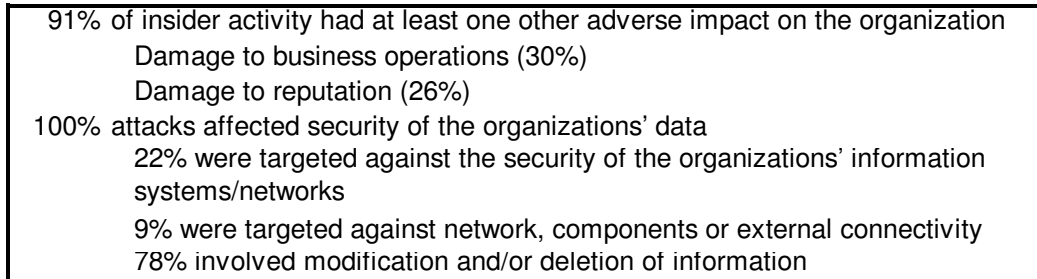 91% of insider activity had at least one other adverse impact on the organization
Damage to business operations (30%)
Damage to reputation (26%)
100% attacks affected security of the organizations’ data
22% were targeted against the security of the organizations’ information
systems/networks
9% were targeted against network, components or external connectivity
78% involved modification and/or deletion of information